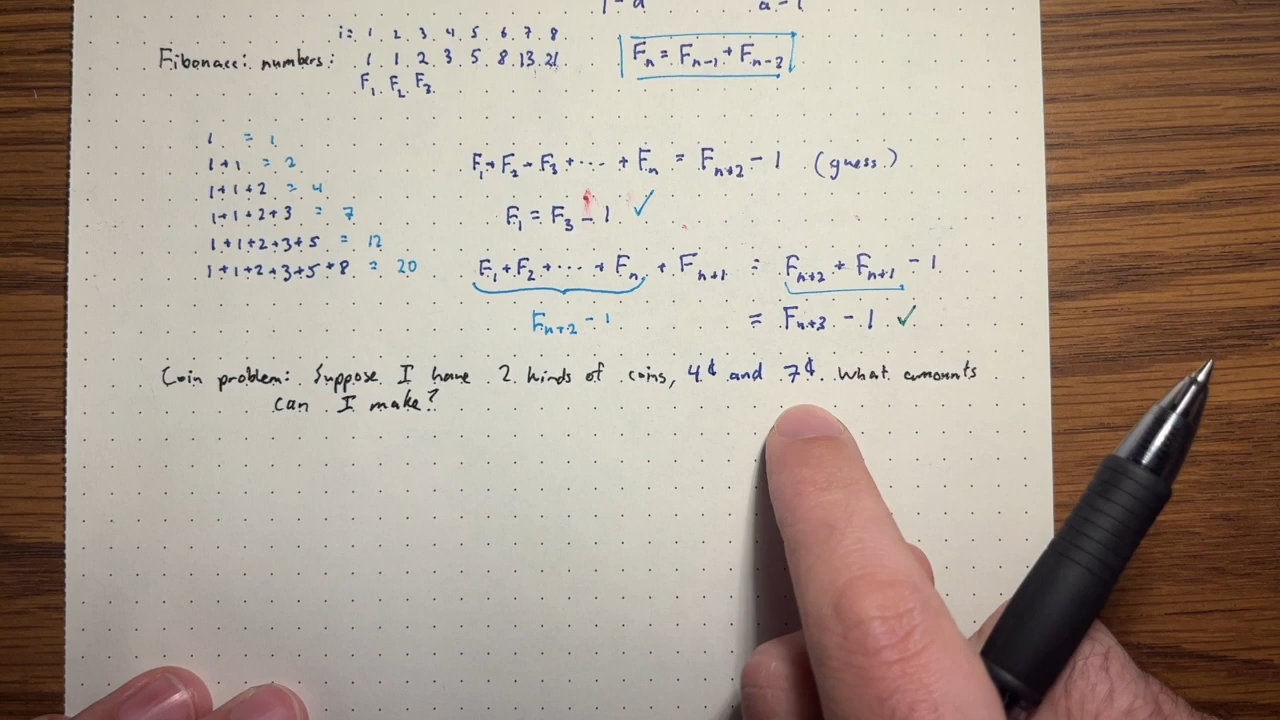 i= 1 2 3 4 5 6 7 8
Fibonacci numbers: 1 1 2 3 5 8 13 21
F₁ F₂ F₃
Fₙ = Fₙ₋₁ + Fₙ₋₂
1 = 1
1+1 = 2
1+1+2 = 4
1+1+2+3 = 7
1+1+2+3+5 = 12
1+1+2+3+5+8 = 20
F₁+F₂+F₃+⋯+Fₙ = Fₙ₊₂ - 1 (guess)
F₁ = F₃ - 1 ✓
F₁+F₂+⋯+Fₙ + Fₙ₊₁ = Fₙ₊₂ + Fₙ₊₁ - 1
Fₙ₊₂ - 1
= Fₙ₊₃ - 1 ✓
Coin problem: Suppose I have 2 kinds of coins, 4¢ and 7¢. What amounts
can I make?